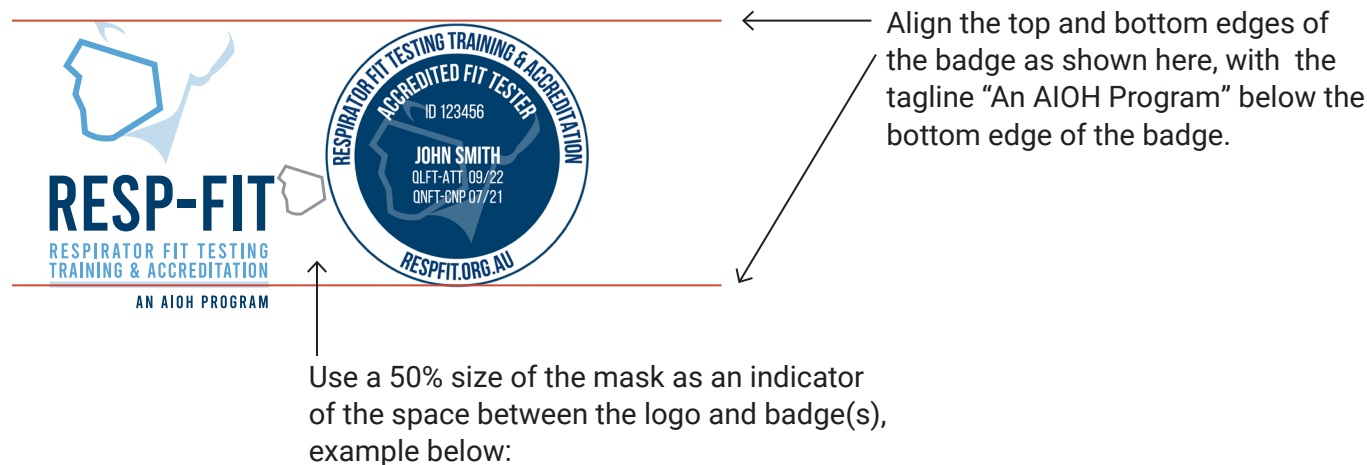 Align the top and bottom edges of
the badge as shown here, with the
tagline “An AIOH Program” below the
bottom edge of the badge.
RESP-FIT
RESPIRATOR FIT TESTING
TRAINING & ACCREDITATION
AN AIOH PROGRAM
RESPIRATOR FIT TESTING TRAINING & ACCREDITATION
ACCREDITED FIT TESTER
ID 123456
JOHN SMITH
QLFT-ATT 09/22
QNFT-CNP 07/21
RESPFIT.ORG.AU
Use a 50% size of the mask as an indicator
of the space between the logo and badge(s),
example below: